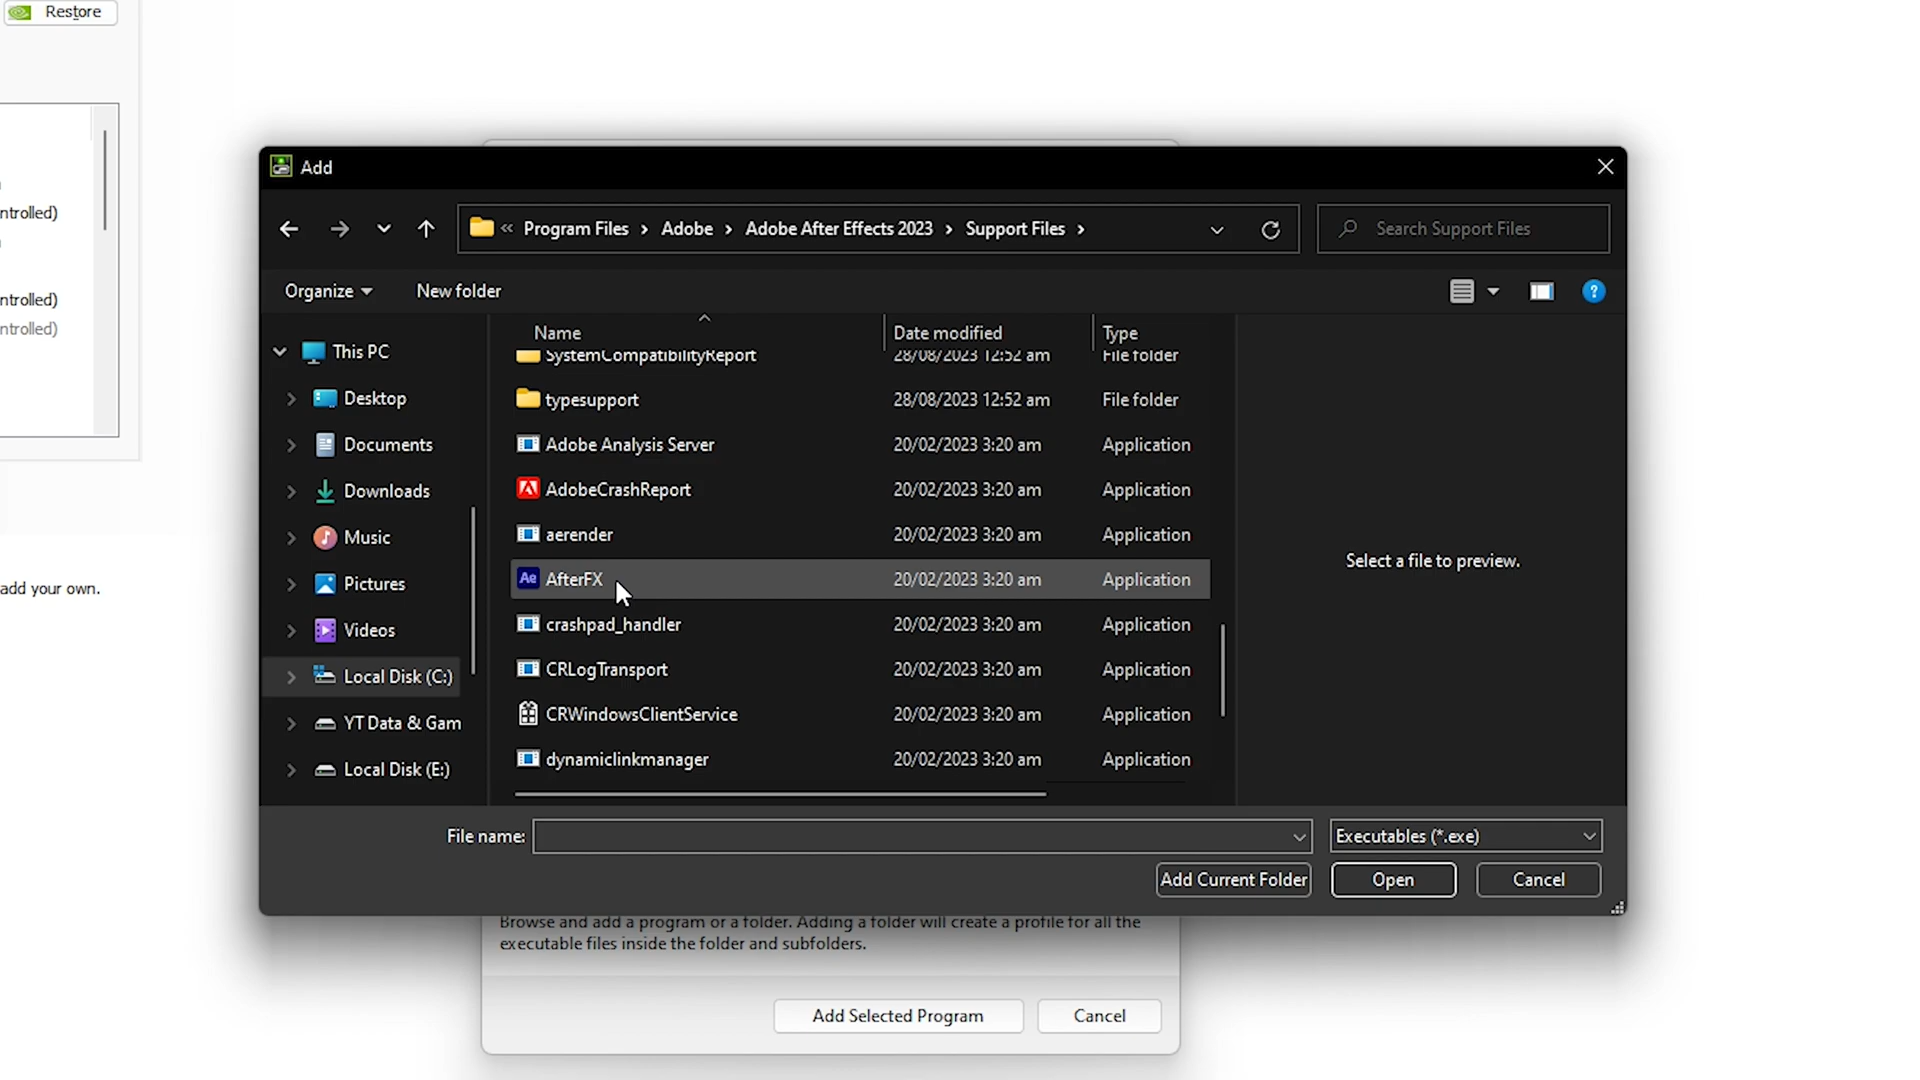 Restore
ntrolled)
ntrolled)
ntrolled)
add your own.
Add
« Program Files > Adobe > Adobe After Effects 2023 > Support Files >
Search Support Files
Organize
New folder
?
Name Date modified Type
This PC
Desktop
Documents
Downloads
Music
Pictures
Videos
Local Disk (C:)
YT Data & Gam
Local Disk (E:)
SystemCompatibilityReport 28/08/2023 12:52 am File folder
typesupport 28/08/2023 12:52 am File folder
Adobe Analysis Server 20/02/2023 3:20 am Application
AdobeCrashReport 20/02/2023 3:20 am Application
aerender 20/02/2023 3:20 am Application
Ae AfterFX 20/02/2023 3:20 am Application
crashpad_handler 20/02/2023 3:20 am Application
CRLogTransport 20/02/2023 3:20 am Application
CRWindowsClientService 20/02/2023 3:20 am Application
dynamiclinkmanager 20/02/2023 3:20 am Application
Select a file to preview.
File name:
Executables (*.exe)
Add Current Folder
Open
Cancel
Browse and add a program or a folder. Adding a folder will create a profile for all the
executable files inside the folder and subfolders.
Add Selected Program
Cancel